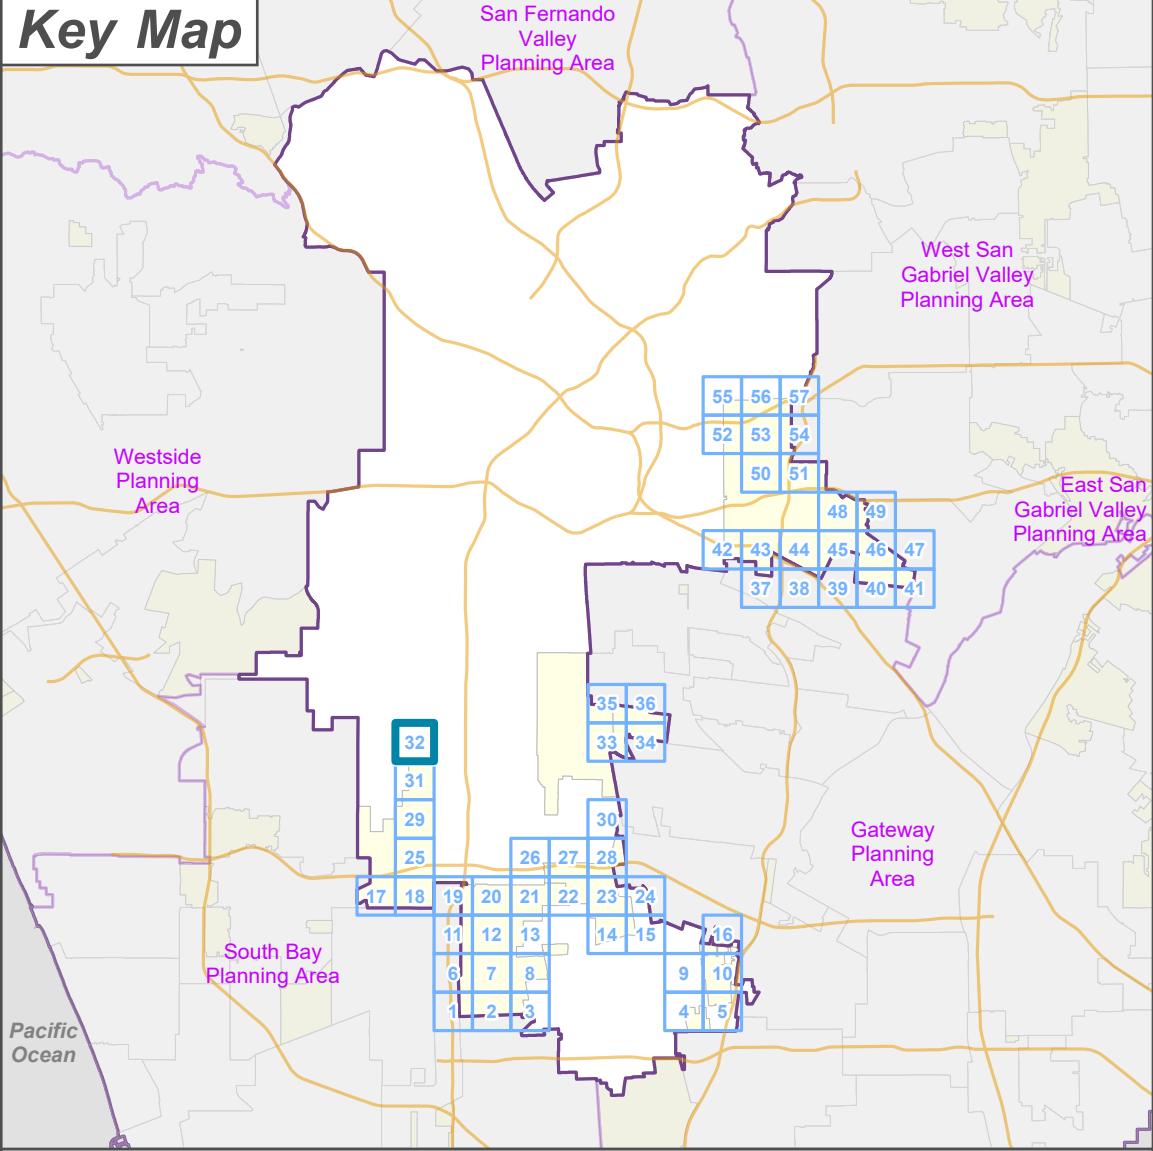 Key Map
San Fernando
Valley
Planning Area
West San
Gabriel Valley
Planning Area
55 56 57
52 53 54
Westside
Planning
Area
50 51
East San
Gabriel Valley
Planning Area
48 49
42 43 44 45 46 47
37 38 39 40 41
35 36
32
33 34
31
29
30
Gateway
Planning
Area
25
26 27 28
17 18 19 20 21 22 23 24
11 12 13
14 15
16
South Bay
Planning Area
6 7 8
9 10
1 2 3
4 5
Pacific
Ocean